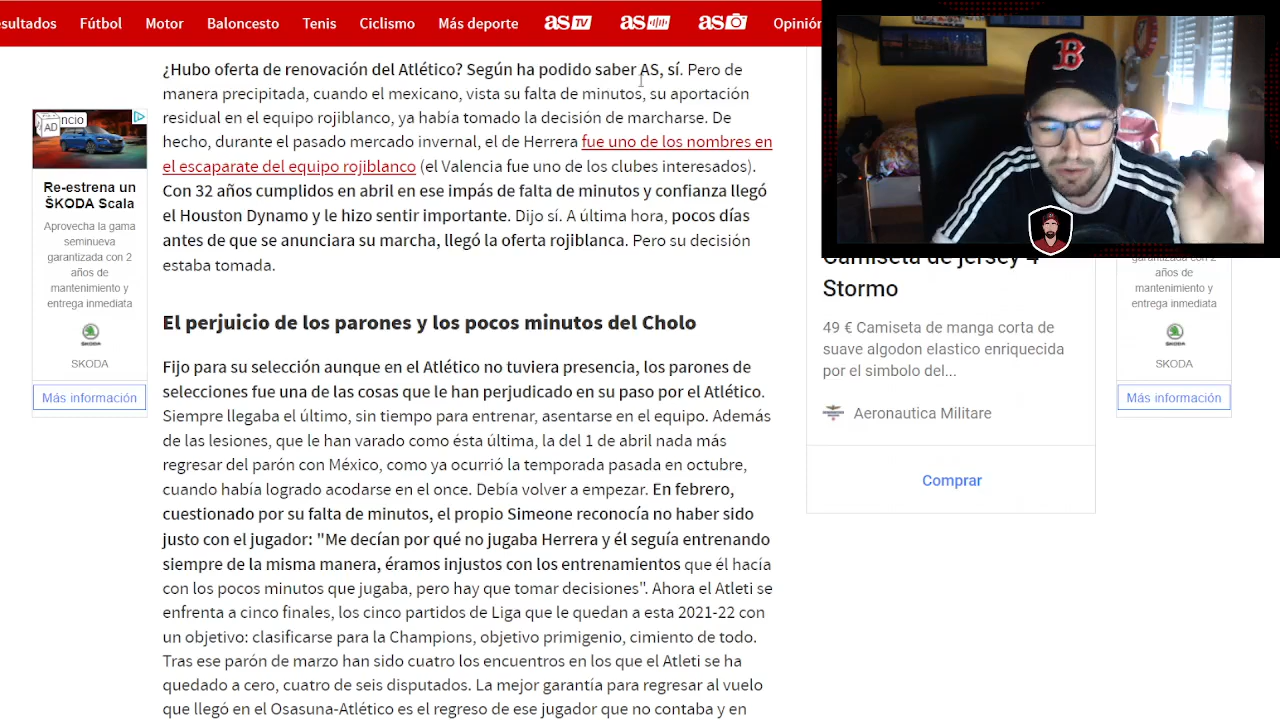 esultados Fútbol Motor Baloncesto Tenis Ciclismo Más deporte as TV as as Opinión
¿Hubo oferta de renovación del Atlético? Según ha podido saber AS, sí. Pero de
manera precipitada, cuando el mexicano, vista su falta de minutos, su aportación
residual en el equipo rojiblanco, ya había tomado la decisión de marcharse. De
hecho, durante el pasado mercado invernal, el de Herrera fue uno de los nombres en
el escaparate del equipo rojiblanco (el Valencia fue uno de los clubes interesados).
Con 32 años cumplidos en abril en ese impás de falta de minutos y confianza llegó
el Houston Dynamo y le hizo sentir importante. Dijo sí. A última hora, pocos días
antes de que se anunciara su marcha, llegó la oferta rojiblanca. Pero su decisión
estaba tomada.
El perjuicio de los parones y los pocos minutos del Cholo
Fijo para su selección aunque en el Atlético no tuviera presencia, los parones de
selecciones fue una de las cosas que le han perjudicado en su paso por el Atlético.
Siempre llegaba el último, sin tiempo para entrenar, asentarse en el equipo. Además
de las lesiones, que le han varado como ésta última, la del 1 de abril nada más
regresar del parón con México, como ya ocurrió la temporada pasada en octubre,
cuando había logrado acodarse en el once. Debía volver a empezar. En febrero,
cuestionado por su falta de minutos, el propio Simeone reconocía no haber sido
justo con el jugador: "Me decían por qué no jugaba Herrera y él seguía entrenando
siempre de la misma manera, éramos injustos con los entrenamientos que él hacía
con los pocos minutos que jugaba, pero hay que tomar decisiones". Ahora el Atleti se
enfrenta a cinco finales, los cinco partidos de Liga que le quedan a esta 2021-22 con
un objetivo: clasificarse para la Champions, objetivo primigenio, cimiento de todo.
Tras ese parón de marzo han sido cuatro los encuentros en los que el Atleti se ha
quedado a cero, cuatro de seis disputados. La mejor garantía para regresar al vuelo
que llegó en el Osasuna-Atlético es el regreso de ese jugador que no contaba y en
AD
ncio
Re-estrena un
ŠKODA Scala
Aprovecha la gama
seminueva
garantizada con 2
años de
mantenimiento y
entrega inmediata
SKODA
SKODA
Más información
B
Camiseta de jersey 4
Stormo
49 € Camiseta de manga corta de
suave algodon elastico enriquecida
por el simbolo del...
Aeronautica Militare
Comprar
garantizada con 2
años de
mantenimiento y
entrega inmediata
SKODA
SKODA
Más información